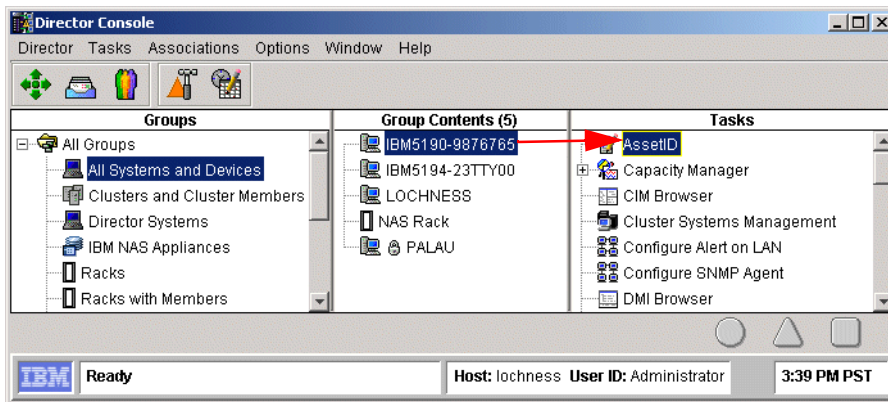 Director Console
Director Tasks Associations Options Window Help
Groups
All Groups
All Systems and Devices
Clusters and Cluster Members
Director Systems
IBM NAS Appliances
Racks
Racks with Members
Group Contents (5)
IBM5190-9876765
IBM5194-23TTY00
LOCHNESS
NAS Rack
PALAU
Tasks
AssetID
Capacity Manager
CIM Browser
Cluster Systems Management
Configure Alert on LAN
Configure SNMP Agent
DMI Browser
IBM Ready Host: lochness User ID: Administrator 3:39 PM PST